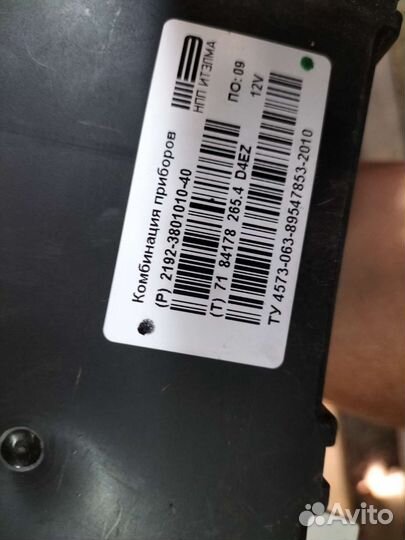 Комбинация приборов
(P) 2192-3801010-40
(T) 71 84178 265.4 D4EZ
ТУ 4573-063-89547853-2010
НПП ИТЭЛМА
ПО: 09
12V
Avito